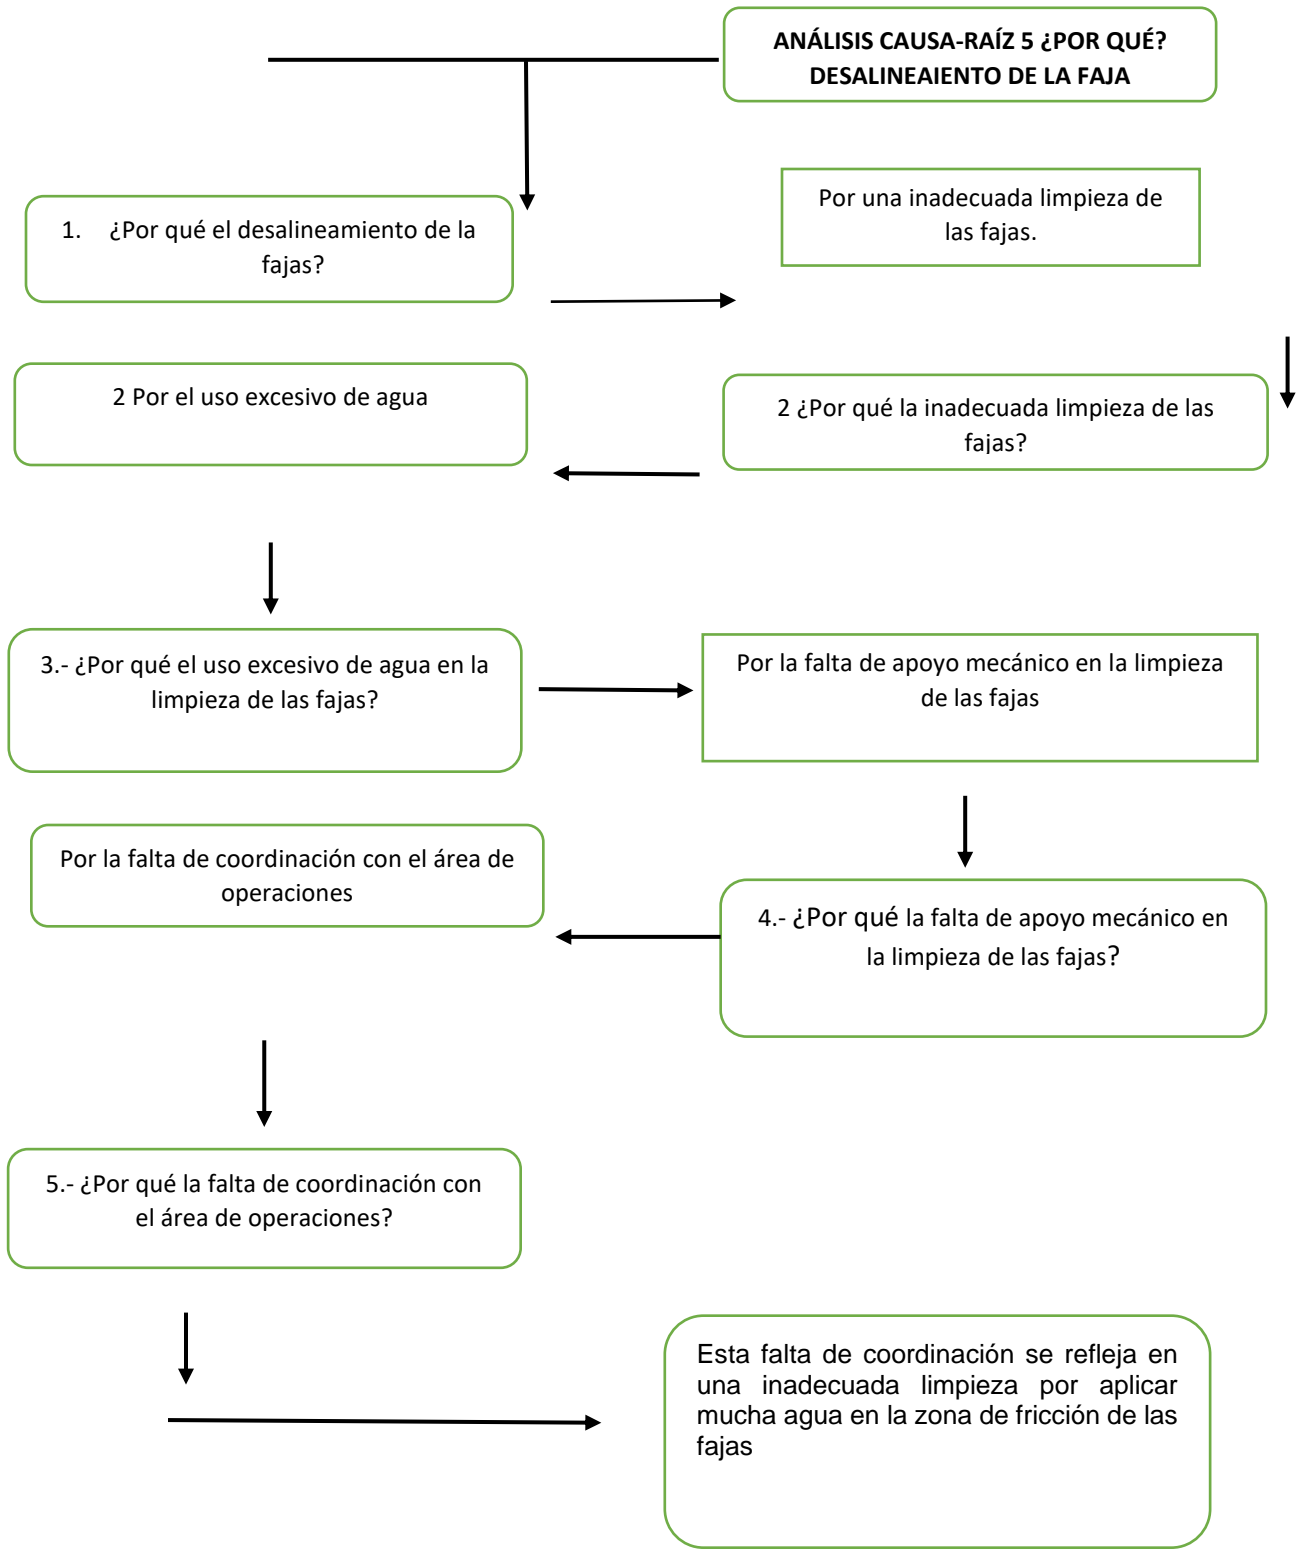 ANÁLISIS CAUSA-RAÍZ 5 ¿POR QUÉ?
DESALINEAIENTO DE LA FAJA
1. ¿Por qué el desalineamiento de la
fajas?
Por una inadecuada limpieza de
las fajas.
2 ¿Por qué la inadecuada limpieza de las
fajas?
2 Por el uso excesivo de agua
3.- ¿Por qué el uso excesivo de agua en la
limpieza de las fajas?
Por la falta de apoyo mecánico en la limpieza
de las fajas
4.- ¿Por qué la falta de apoyo mecánico en
la limpieza de las fajas?
Por la falta de coordinación con el área de
operaciones
5.- ¿Por qué la falta de coordinación con
el área de operaciones?
Esta falta de coordinación se refleja en
una inadecuada limpieza por aplicar
mucha agua en la zona de fricción de las
fajas